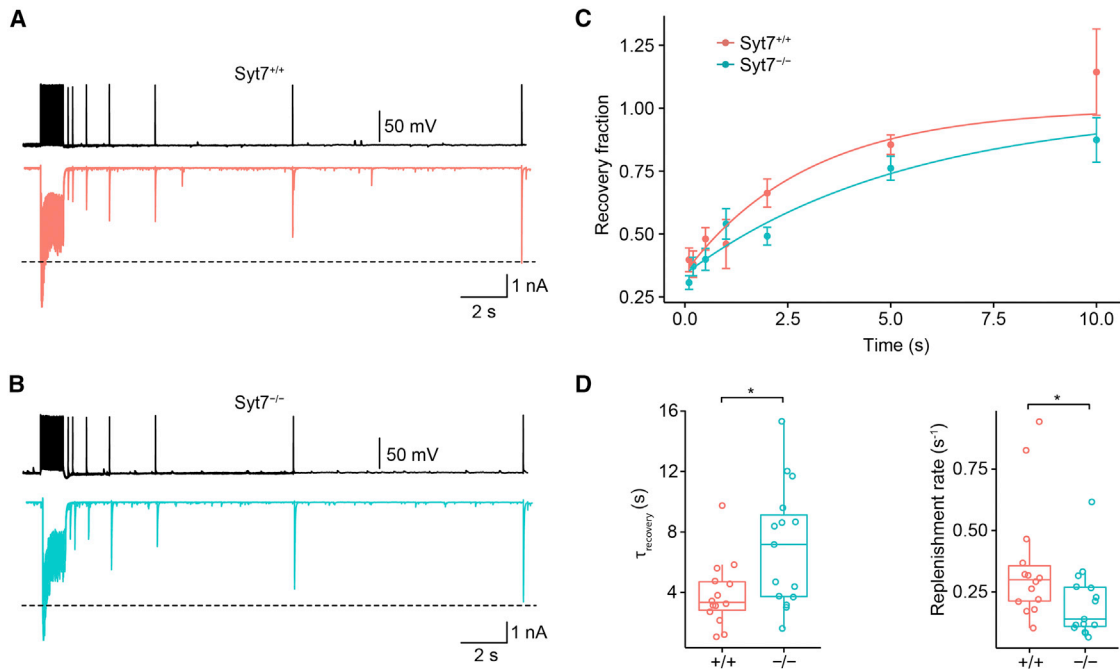 A
Syt7+/+
50 mV
1 nA
2 s
B
Syt7−/−
50 mV
1 nA
2 s
C
Syt7+/+
Syt7−/−
Recovery fraction
1.25
1.00
0.75
0.50
0.25
0.0
2.5
5.0
7.5
10.0
Time (s)
D
*
τrecovery (s)
16
12
8
4
+/+
−/−
*
Replenishment rate (s-1)
0.75
0.50
0.25
+/+
−/−